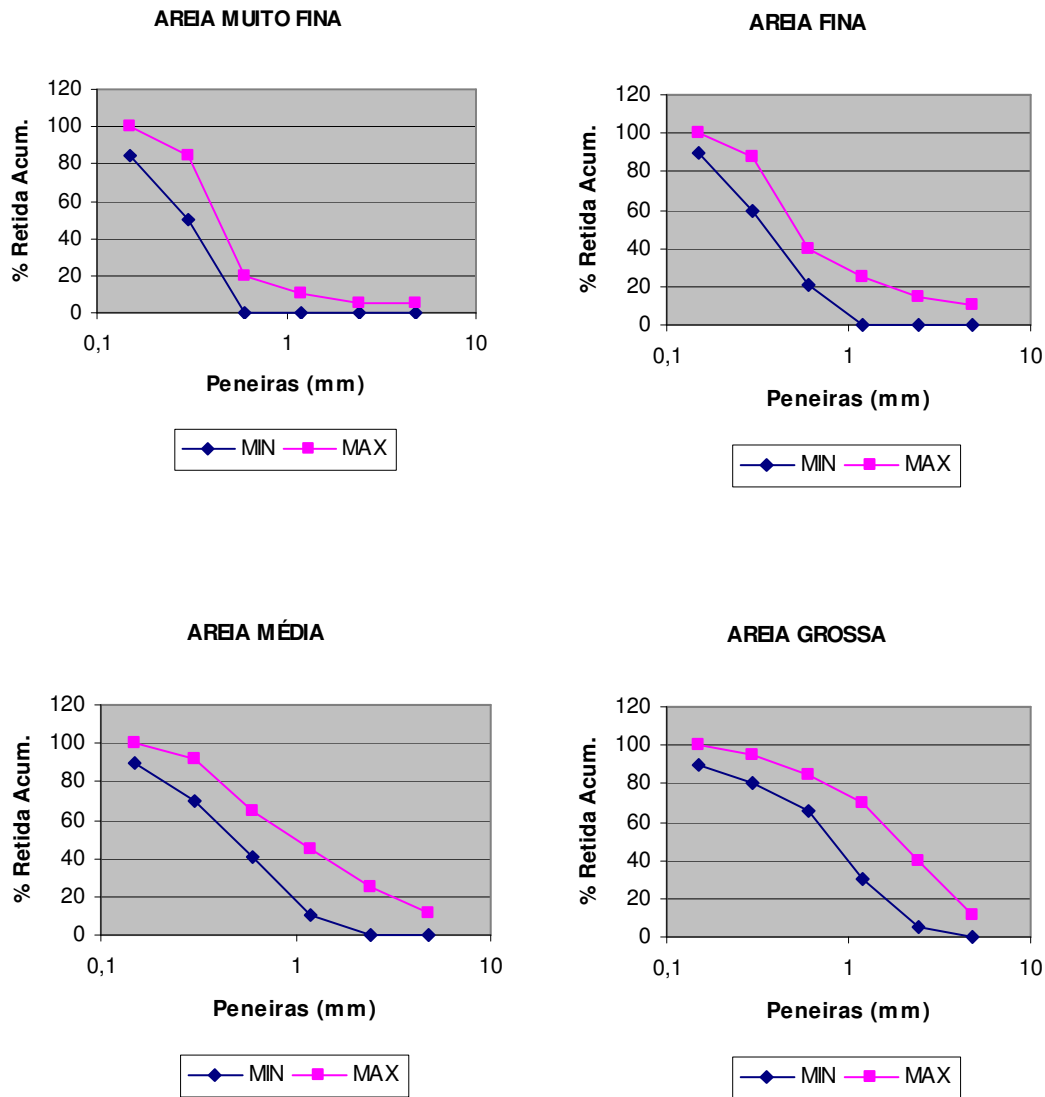 AREIA MUITO FINA
120
100
80
60
40
20
0
% Retida Acum.
0,1
1
10
Peneiras (mm)
MIN
MAX
AREIA FINA
120
100
80
60
40
20
0
% Retida Acum.
0,1
1
10
Peneiras (mm)
MIN
MAX
AREIA MÉDIA
120
100
80
60
40
20
0
% Retida Acum.
0,1
1
10
Peneiras (mm)
MIN
MAX
AREIA GROSSA
120
100
80
60
40
20
0
% Retida Acum.
0,1
1
10
Peneiras (mm)
MIN
MAX